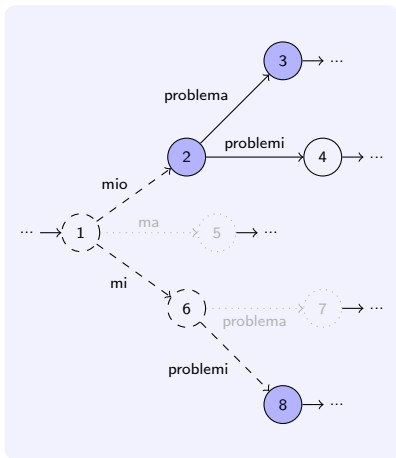 3 ...
problema
2 problemi 4 ...
mio
... 1 ma 5 ...
mi
6 7 ...
problema
problemi
8 ...